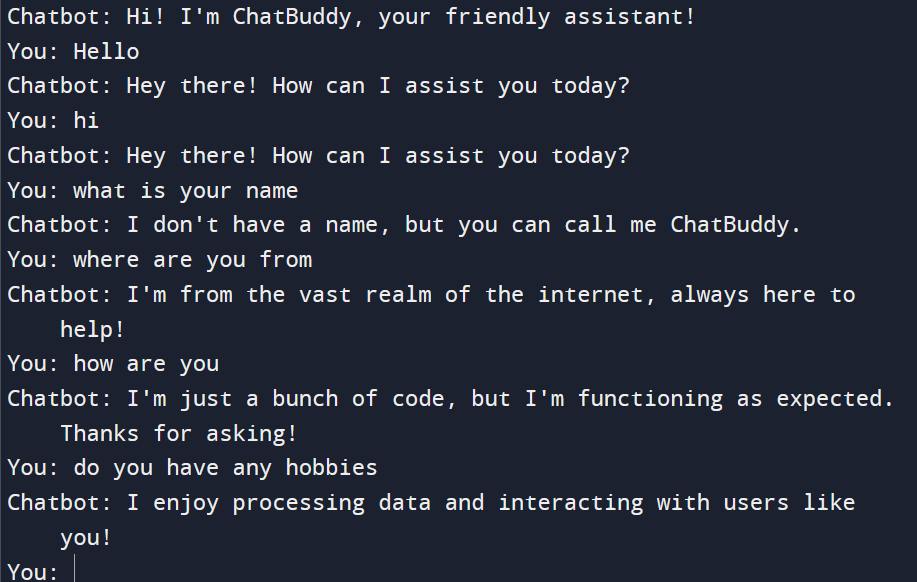 Chatbot: Hi! I'm ChatBuddy, your friendly assistant!
You: Hello
Chatbot: Hey there! How can I assist you today?
You: hi
Chatbot: Hey there! How can I assist you today?
You: what is your name
Chatbot: I don't have a name, but you can call me ChatBuddy.
You: where are you from
Chatbot: I'm from the vast realm of the internet, always here to
help!
You: how are you
Chatbot: I'm just a bunch of code, but I'm functioning as expected.
Thanks for asking!
You: do you have any hobbies
Chatbot: I enjoy processing data and interacting with users like
you!
You: